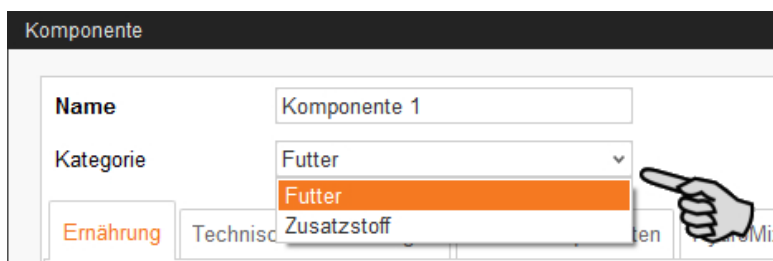 Komponente
Name Komponente 1
Kategorie Futter
Futter
Zusatzstoff
Ernährung